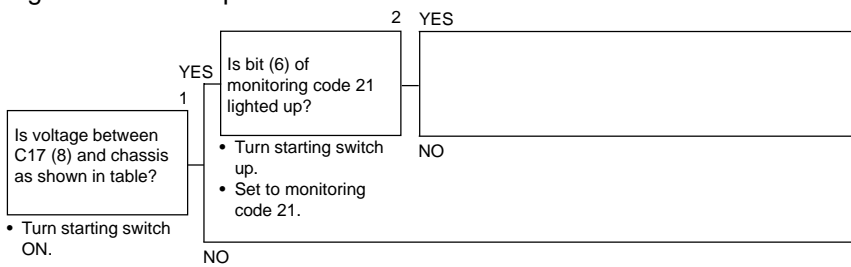 2 YES
Is bit (6) of
monitoring code 21
lighted up?
YES
1
Is voltage between
C17 (8) and chassis
as shown in table?
• Turn starting switch
up.
• Set to monitoring
code 21.
NO
• Turn starting switch
ON.
NO